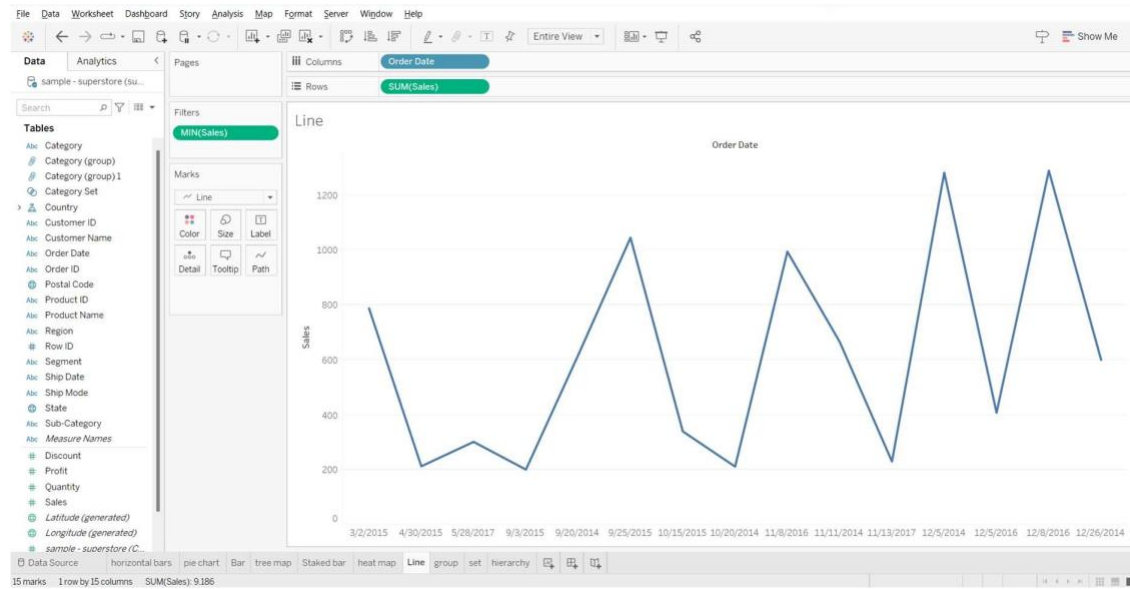 File Data Worksheet Dashboard Story Analysis Map Format Server Window Help
Entire View
Show Me
Data Analytics
sample - superstore (su...
Search
Tables
Category
Category (group)
Category (group) 1
Category Set
Country
Customer ID
Customer Name
Order Date
Order ID
Postal Code
Product ID
Product Name
Region
Row ID
Segment
Ship Date
Ship Mode
State
Sub-Category
Measure Names
Discount
Profit
Quantity
Sales
Latitude (generated)
Longitude (generated)
sample - superstore (C...
Pages
Filters
MIN(Sales)
Marks
Line
Color Size Label
Detail Tooltip Path
Columns Order Date
Rows SUM(Sales)
Line
Order Date
Sales
1200
1000
800
600
400
200
0
3/2/2015 4/30/2015 5/28/2017 9/3/2015 9/20/2014 9/25/2015 10/15/2015 10/20/2014 11/8/2016 11/11/2014 11/13/2017 12/5/2014 12/5/2016 12/8/2016 12/26/2014
Data Source horizontal bars pie chart Bar tree map Staked bar heat map Line group set hierarchy
15 marks 1 row by 15 columns SUM(Sales): 9.186